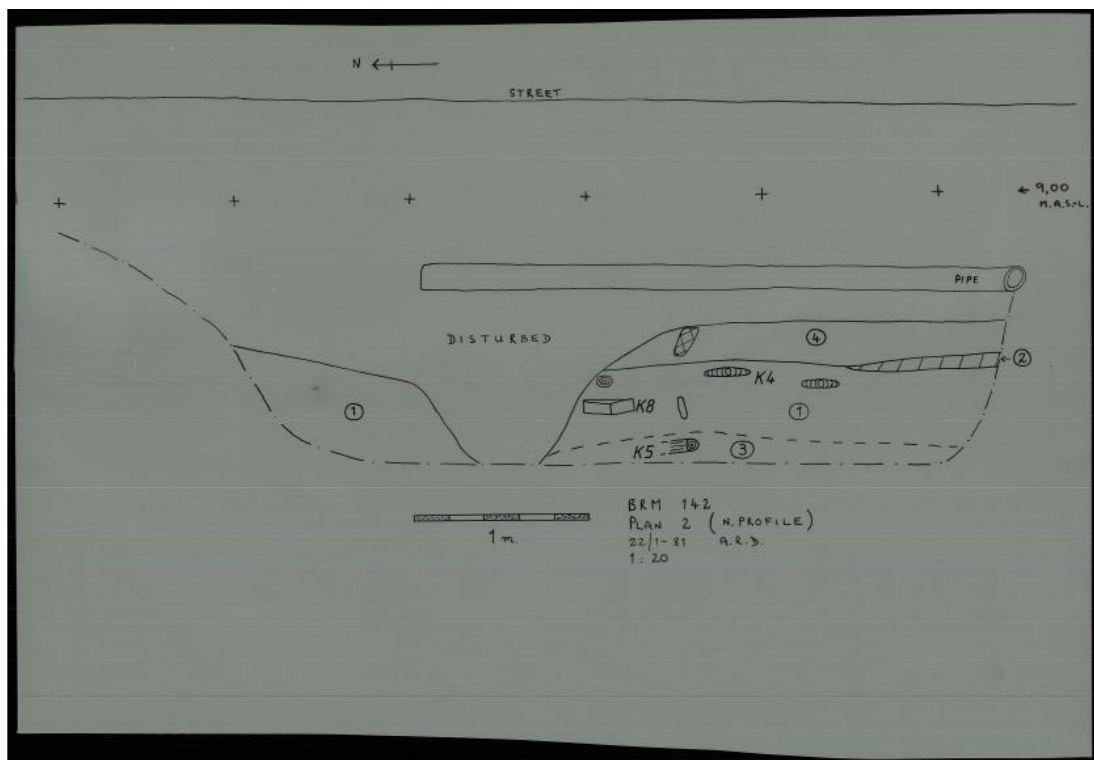 N
STREET
← 9,00
M.A.S.-L.
PIPE
DISTURBED
4
← 2
K4
1
K8
1
K5
3
1 m
BRM 142
PLAN 2 (N. PROFILE)
22/1-81 A.R.D.
1:20